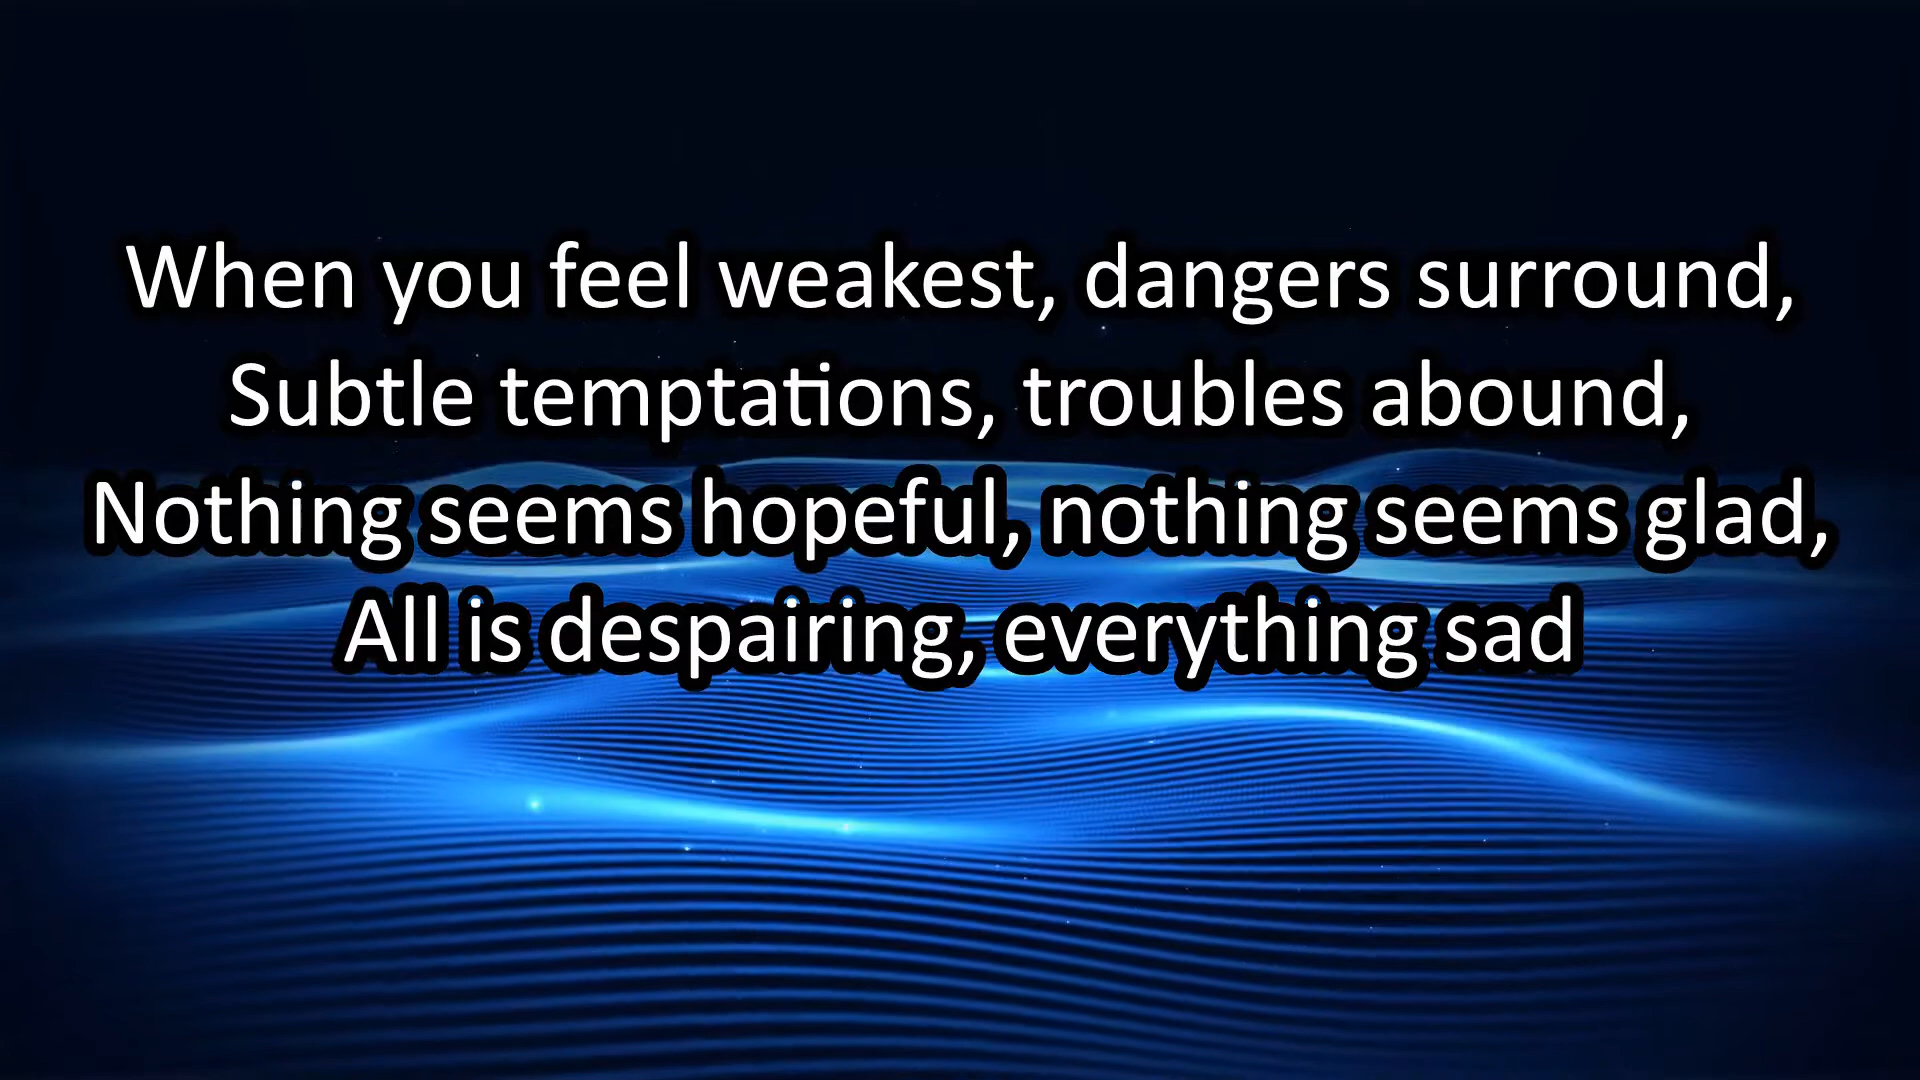 When you feel weakest, dangers surround,
Subtle temptations, troubles abound,
Nothing seems hopeful, nothing seems glad,
All is despairing, everything sad